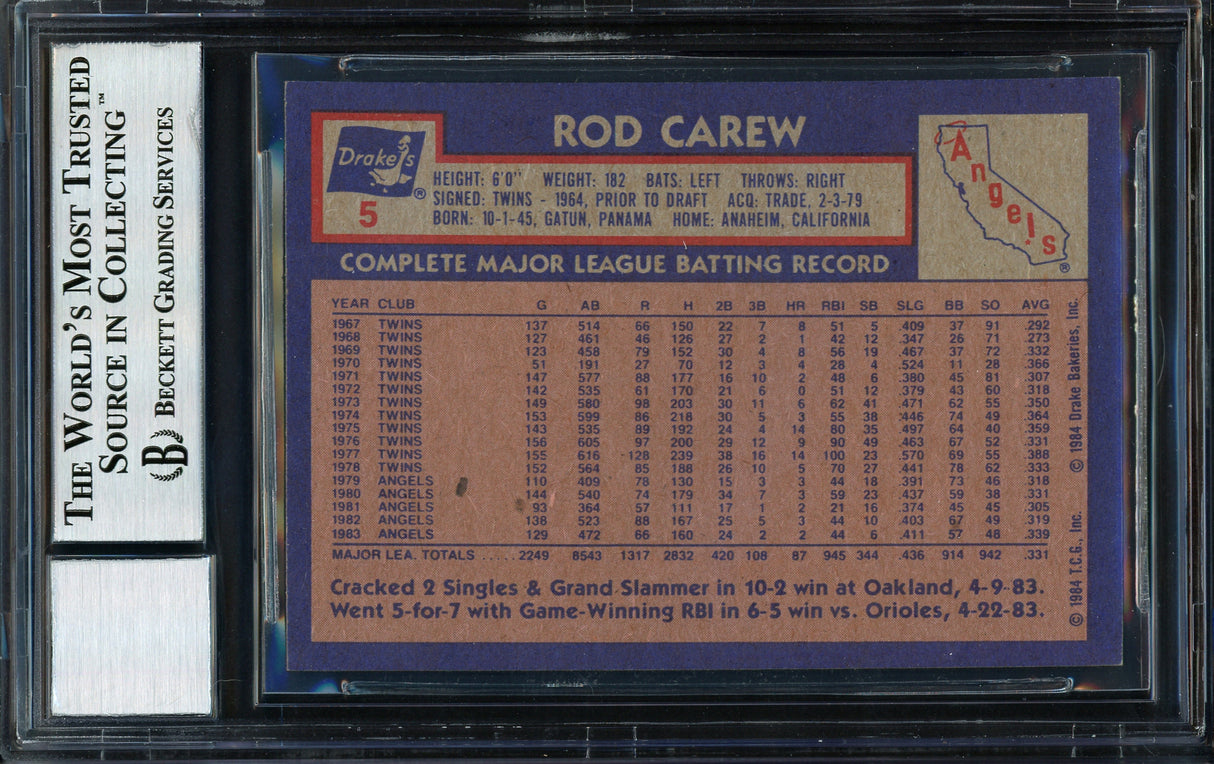 THE WORLD'S MOST TRUSTED
SOURCE IN COLLECTING™
BECKETT GRADING SERVICES
B
Drake's ®
5
ROD CAREW
HEIGHT: 6'0" WEIGHT: 182 BATS: LEFT THROWS: RIGHT
SIGNED: TWINS - 1964, PRIOR TO DRAFT ACQ: TRADE, 2-3-79
BORN: 10-1-45, GATUN, PANAMA HOME: ANAHEIM, CALIFORNIA
Angels ®
COMPLETE MAJOR LEAGUE BATTING RECORD
YEAR CLUB G AB R H 2B 3B HR RBI SB SLG BB SO AVG
1967 TWINS 137 514 66 150 22 7 8 51 5 .409 37 91 .292
1968 TWINS 127 461 46 126 27 2 1 42 12 .347 26 71 .273
1969 TWINS 123 458 79 152 30 4 8 56 19 .467 37 72 .332
1970 TWINS 51 191 27 70 12 3 4 28 4 .524 11 28 .366
1971 TWINS 147 577 88 177 16 10 2 48 6 .380 45 81 .307
1972 TWINS 142 535 61 170 21 6 0 51 12 .379 43 60 .318
1973 TWINS 149 580 98 203 30 11 6 62 41 .471 62 55 .350
1974 TWINS 153 599 86 218 30 5 3 55 38 .446 74 49 .364
1975 TWINS 143 535 89 192 24 4 14 80 35 .497 64 40 .359
1976 TWINS 156 605 97 200 29 12 9 90 49 .463 67 52 .331
1977 TWINS 155 616 128 239 38 16 14 100 23 .570 69 55 .388
1978 TWINS 152 564 85 188 26 10 70 27 .441 78 62 .333
1979 ANGELS 110 409 78 130 15 3 3 44 18 .391 73 46 .318
1980 ANGELS 144 540 74 179 34 7 3 59 23 .437 59 38 .331
1981 ANGELS 93 364 57 111 17 1 2 21 16 .374 45 45 .305
1982 ANGELS 138 523 88 167 25 5 3 44 10 .403 67 49 .319
1983 ANGELS 129 472 66 160 24 2 2 44 6 .411 57 48 .339
MAJOR LEA. TOTALS ..... 2249 8543 1317 2832 420 108 87 945 344 .436 914 942 .331
Cracked 2 Singles & Grand Slammer in 10-2 win at Oakland, 4-9-83.
Went 5-for-7 with Game-Winning RBI in 6-5 win vs. Orioles, 4-22-83.
© 1984 T.C.G., Inc. © 1984 Drake Bakeries, Inc.